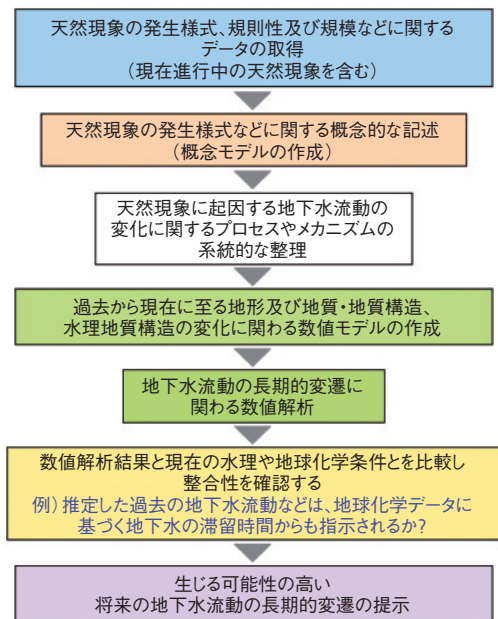 天然現象の発生様式、規則性及び規模などに関する
データの取得
（現在進行中の天然現象を含む）
天然現象の発生様式などに関する概念的な記述
（概念モデルの作成）
天然現象に起因する地下水流動の
変化に関するプロセスやメカニズムの
系統的な整理
過去から現在に至る地形及び地質・地質構造、
水理地質構造の変化に関わる数値モデルの作成
地下水流動の長期的変遷に
関わる数値解析
数値解析結果と現在の水理や地球化学条件とを比較し
整合性を確認する
例）推定した過去の地下水流動などは、地球化学データに
基づく地下水の滞留時間からも指示されるか?
生じる可能性の高い
将来の地下水流動の長期的変遷の提示